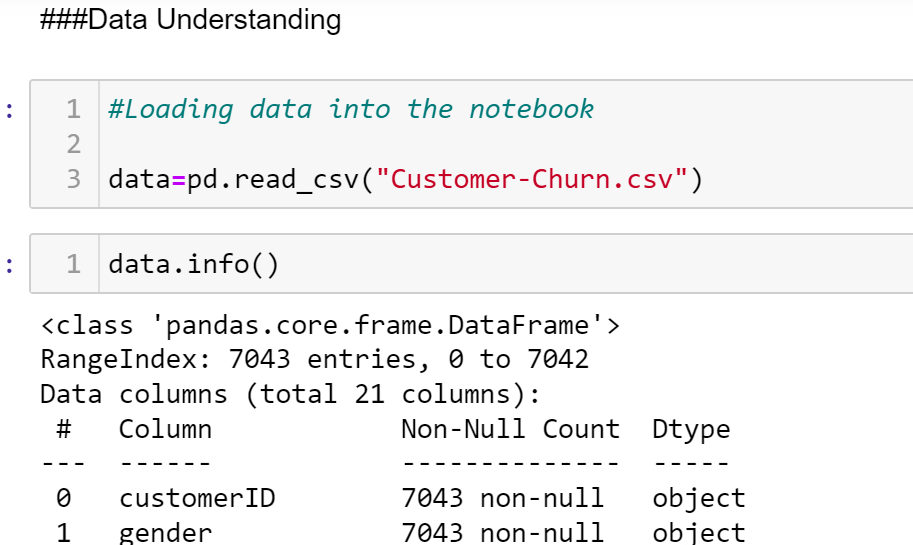 ###Data Understanding
:
1 #Loading data into the notebook
2
3 data=pd.read_csv("Customer-Churn.csv")
:
1 data.info()
<class 'pandas.core.frame.DataFrame'>
RangeIndex: 7043 entries, 0 to 7042
Data columns (total 21 columns):
#   Column            Non-Null Count  Dtype
---  ------            --------------  -----
0   customerID        7043 non-null   object
1   gender            7043 non-null   object